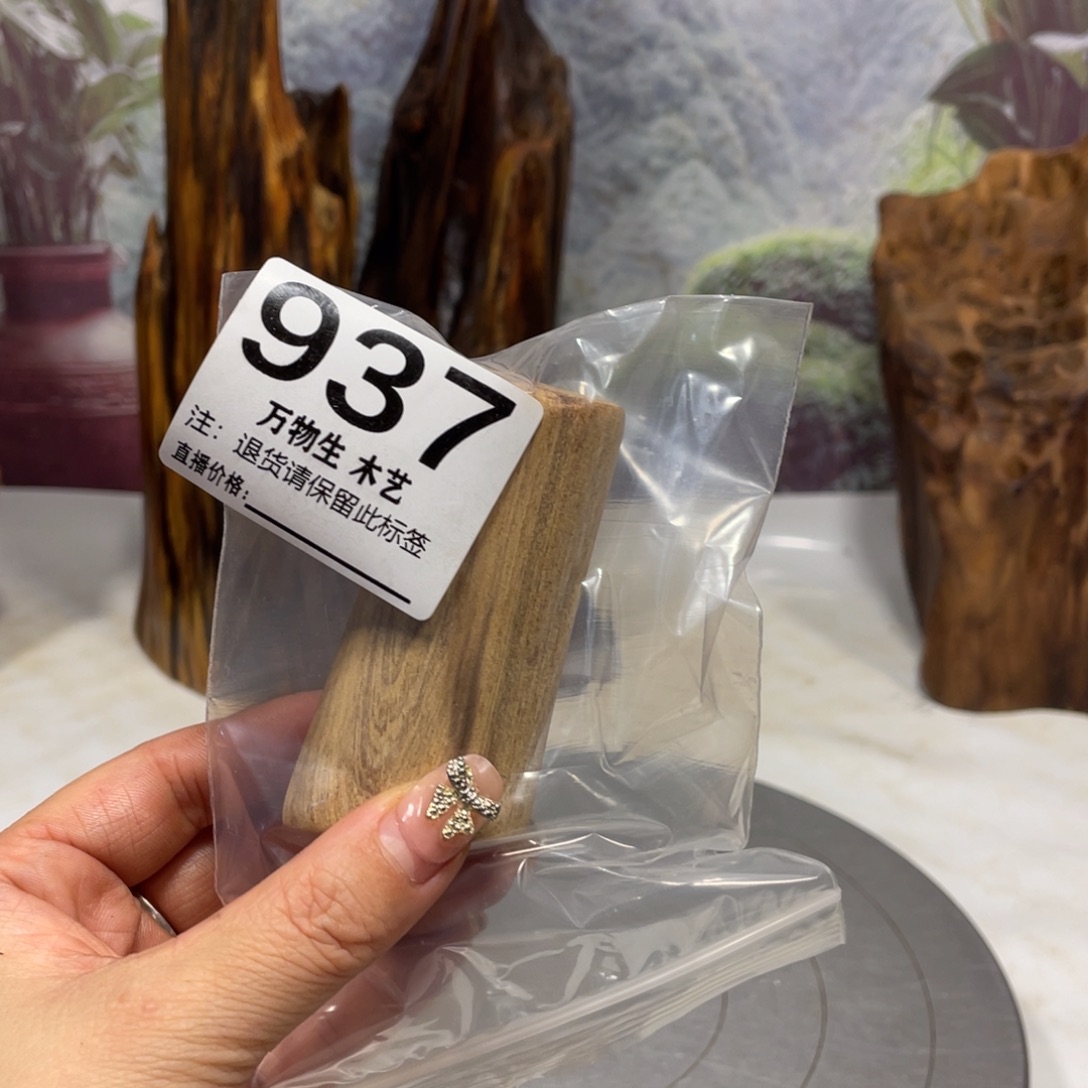 937
万物生 木艺
注：退货请保留此标签
直播价格：